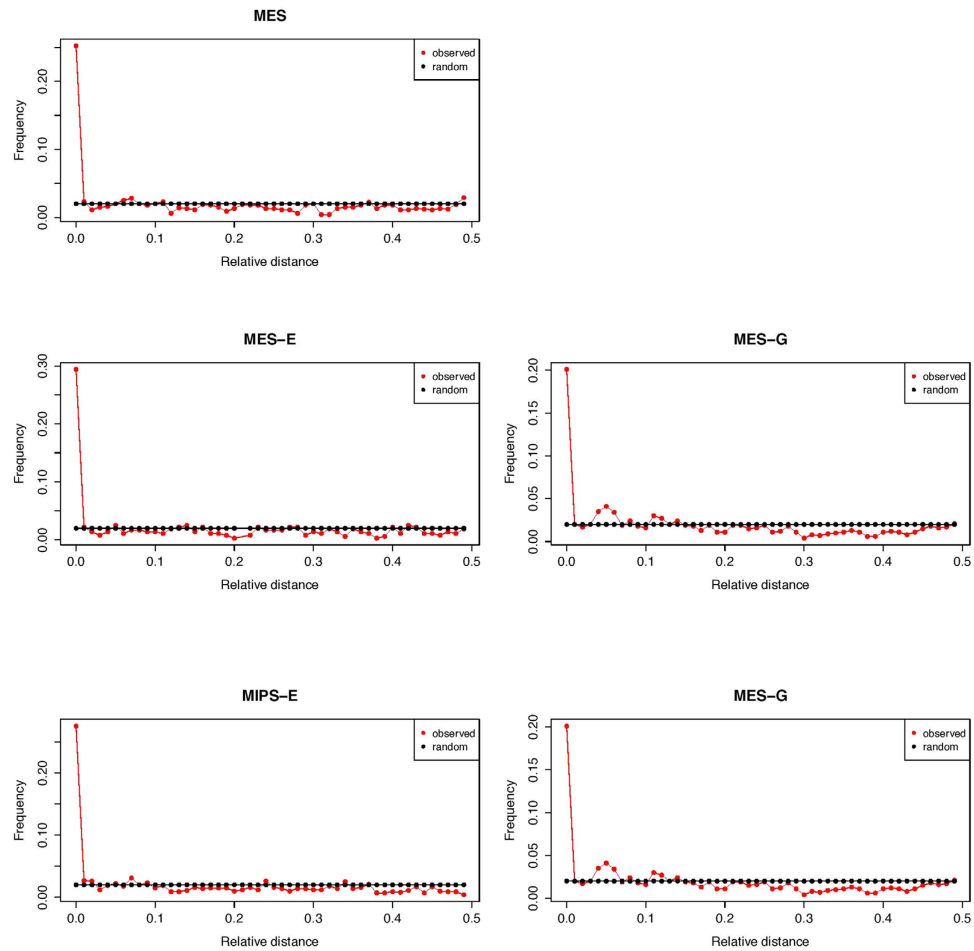 MES
observed
random
Frequency
0.00 0.10 0.20
0.0 0.1 0.2 0.3 0.4 0.5
Relative distance
MES-E
observed
random
Frequency
0.00 0.10 0.20 0.30
0.0 0.1 0.2 0.3 0.4 0.5
Relative distance
MES-G
observed
random
Frequency
0.00 0.05 0.10 0.15 0.20
0.0 0.1 0.2 0.3 0.4 0.5
Relative distance
MIPS-E
observed
random
Frequency
0.00 0.10 0.20
0.0 0.1 0.2 0.3 0.4 0.5
Relative distance
MES-G
observed
random
Frequency
0.00 0.05 0.10 0.15 0.20
0.0 0.1 0.2 0.3 0.4 0.5
Relative distance